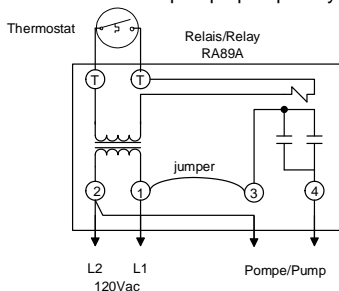 Thermostat
Relais/Relay
RA89A
T T
jumper
2 1 3 4
L2 L1 Pompe/Pump
120Vac